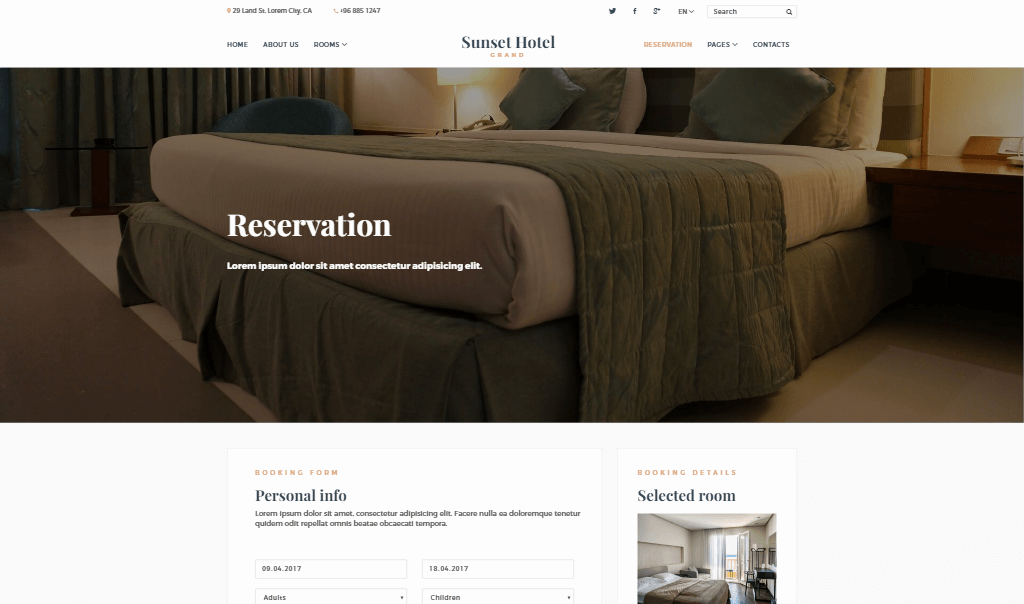 29 Land St, Lorem City, CA
+96 885 1247
EN
Search
HOME
ABOUT US
ROOMS
Sunset Hotel
GRAND
RESERVATION
PAGES
CONTACTS
Reservation
Lorem ipsum dolor sit amet consectetur adipisicing elit.
BOOKING FORM
Personal info
Lorem ipsum dolor sit amet, consectetur adipisicing elit. Facere nulla ea doloremque tenetur
quidem odit repellat omnis beatae obcaecati tempora.
09.04.2017
18.04.2017
Adults
Children
BOOKING DETAILS
Selected room